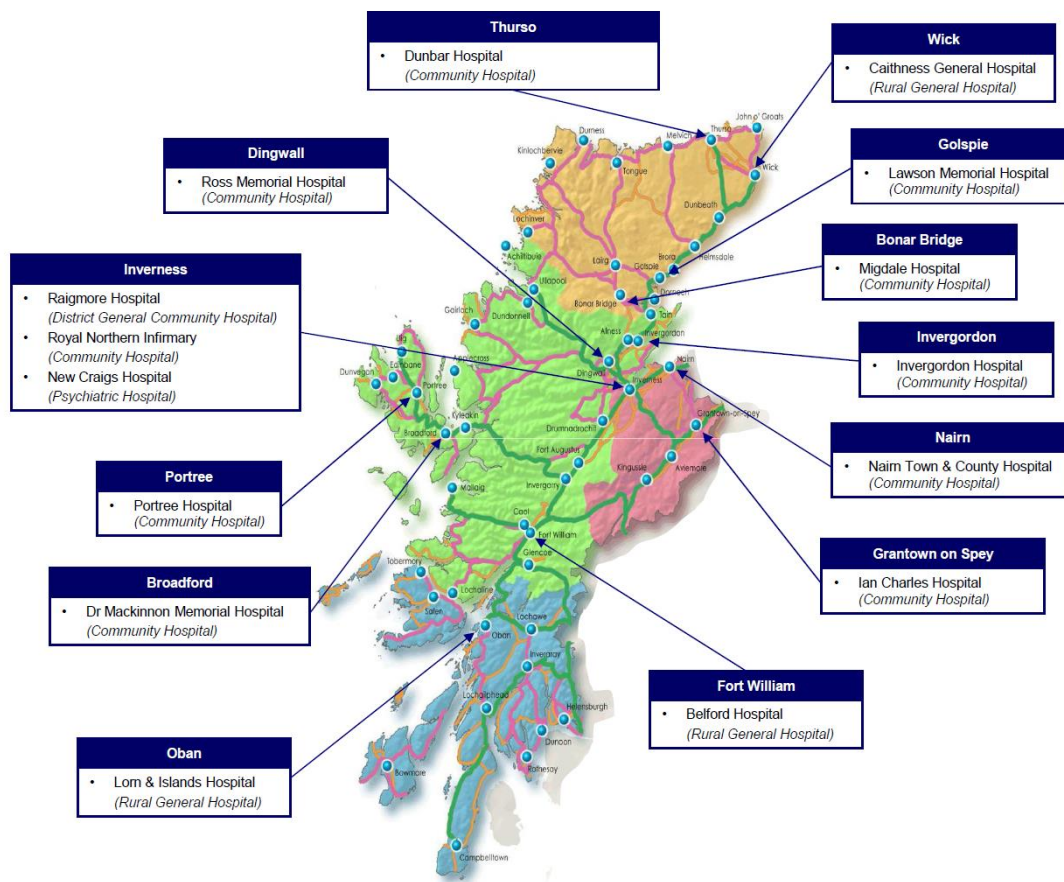 Thurso
• Dunbar Hospital
(Community Hospital)
Wick
• Caithness General Hospital
(Rural General Hospital)
Dingwall
• Ross Memorial Hospital
(Community Hospital)
Golspie
• Lawson Memorial Hospital
(Community Hospital)
Inverness
• Raigmore Hospital
(District General Community Hospital)
• Royal Northern Infirmary
(Community Hospital)
• New Craigs Hospital
(Psychiatric Hospital)
Bonar Bridge
• Migdale Hospital
(Community Hospital)
Invergordon
• Invergordon Hospital
(Community Hospital)
Portree
• Portree Hospital
(Community Hospital)
Nairn
• Nairn Town & County Hospital
(Community Hospital)
Broadford
• Dr Mackinnon Memorial Hospital
(Community Hospital)
Grantown on Spey
• Ian Charles Hospital
(Community Hospital)
Fort William
• Belford Hospital
(Rural General Hospital)
Oban
• Lorn & Islands Hospital
(Rural General Hospital)
John o' Groats
Durness
Melvich
Thurso
Kinlochbervie
Tongue
Wick
Dunbeath
Lochinver
Achiltibuie
Helmsdale
Brora
Lairg
Golspie
Ullapool
Dornoch
Bonar Bridge
Gairloch
Dundonnell
Tain
Alness
Invergordon
Uig
Applecross
Nairn
Dingwall
Dunvegan
Portree
Inverness
Kyleakin
Broadford
Drumnadrochit
Grantown-on-Spey
Fort Augustus
Kingussie
Aviemore
Mallaig
Invergarry
Caol
Fort William
Glencoe
Tobermory
Lochaline
Salen
Lochawe
Oban
Inveraray
Lochgilphead
Helensburgh
Dunoon
Rothesay
Bowmore
Campbelltown